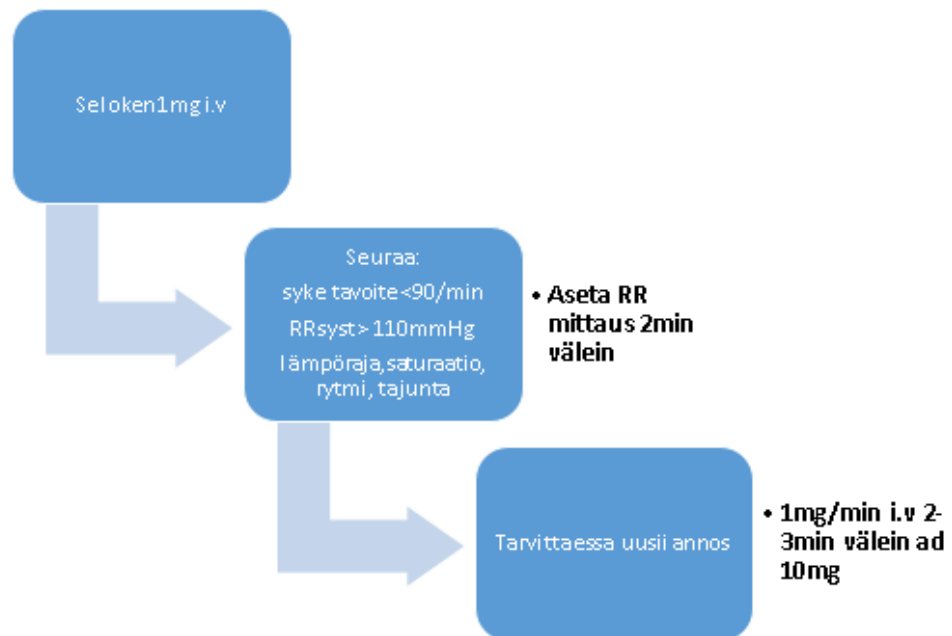 Seloken1mg i.v
Seuraa:
syke tavoite<90/min
RRsyst> 110mmHg
lämpöraja,saturaatio,
rytmi, tajunta
• Aseta RR
mittaus 2min
välein
Tarvittaessa uusii annos
• 1mg/min i.v 2-
3min välein ad
10mg